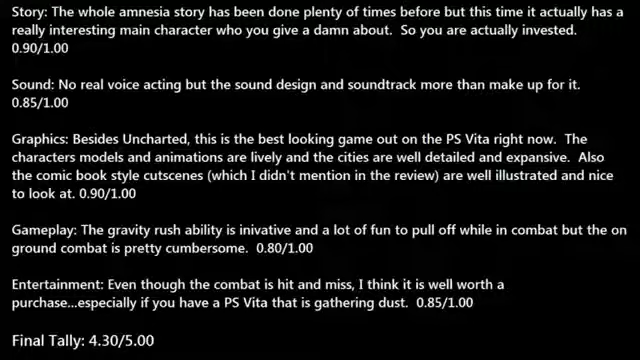 Story: The whole amnesia story has been done plenty of times before but this time it actually has a
really interesting main character who you give a damn about.  So you are actually invested.
0.90/1.00
Sound: No real voice acting but the sound design and soundtrack more than make up for it.
0.85/1.00
Graphics: Besides Uncharted, this is the best looking game out on the PS Vita right now.  The
characters models and animations are lively and the cities are well detailed and expansive.  Also
the comic book style cutscenes (which I didn't mention in the review) are well illustrated and nice
to look at. 0.90/1.00
Gameplay: The gravity rush ability is inivative and a lot of fun to pull off while in combat but the on
ground combat is pretty cumbersome.  0.80/1.00
Entertainment: Even though the combat is hit and miss, I think it is well worth a
purchase...especially if you have a PS Vita that is gathering dust.  0.85/1.00
Final Tally: 4.30/5.00